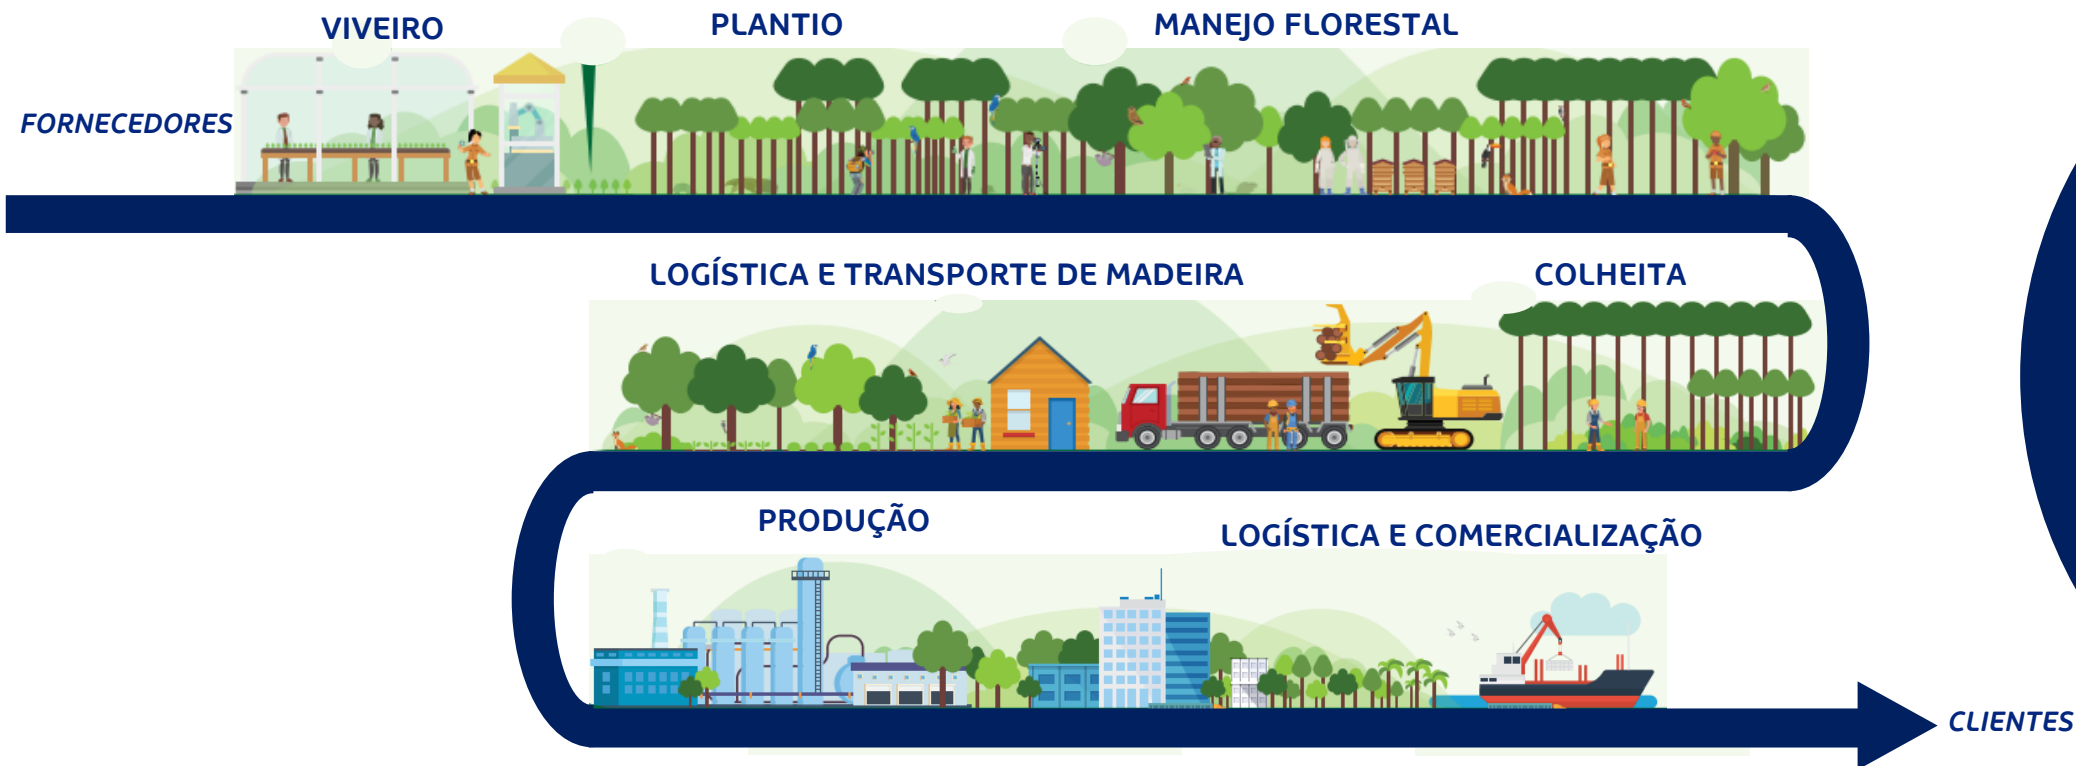 VIVEIRO
PLANTIO
MANEJO FLORESTAL
FORNECEDORES
LOGÍSTICA E TRANSPORTE DE MADEIRA
COLHEITA
PRODUÇÃO
LOGÍSTICA E COMERCIALIZAÇÃO
CLIENTES